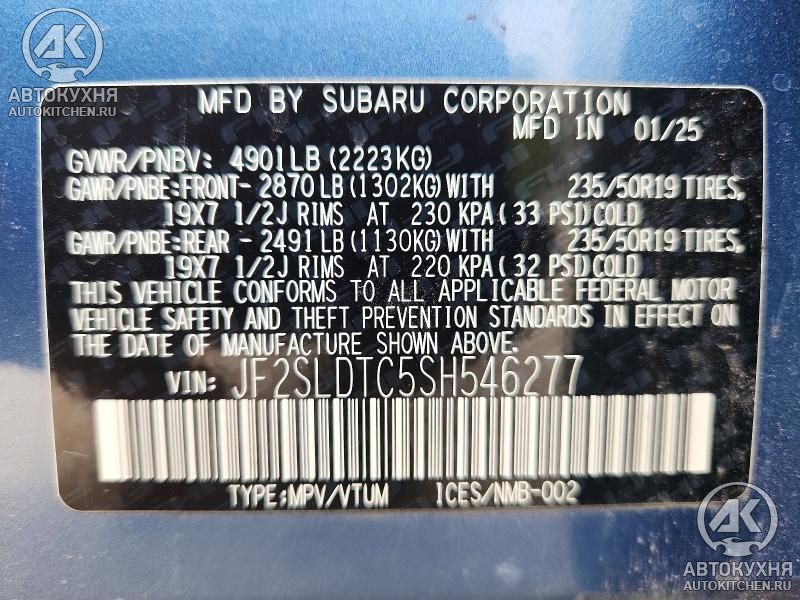 AK
АВТОКУХНЯ
AUTOKITCHEN.RU
MFD BY SUBARU CORPORATION
MFD IN 01/25
GVWR/PNBV: 4901LB (2223KG)
GAWR/PNBE:FRONT- 2870LB (1302KG) WITH 235/50R19 TIRES,
19X7 1/2J RIMS AT 230 KPA (33 PSI) COLD
GAWR/PNBE:REAR - 2491LB (1130KG) WITH 235/50R19 TIRES,
19X7 1/2J RIMS AT 220 KPA (32 PSI) COLD
THIS VEHICLE CONFORMS TO ALL APPLICABLE FEDERAL MOTOR
VEHICLE SAFETY AND THEFT PREVENTION STANDARDS IN EFFECT ON
THE DATE OF MANUFACTURE SHOWN ABOVE.
VIN: JF2SLDTC5SH546277
TYPE:MPV/VTUM ICES/NMB-002
AK
АВТОКУХНЯ
AUTOKITCHEN.RU